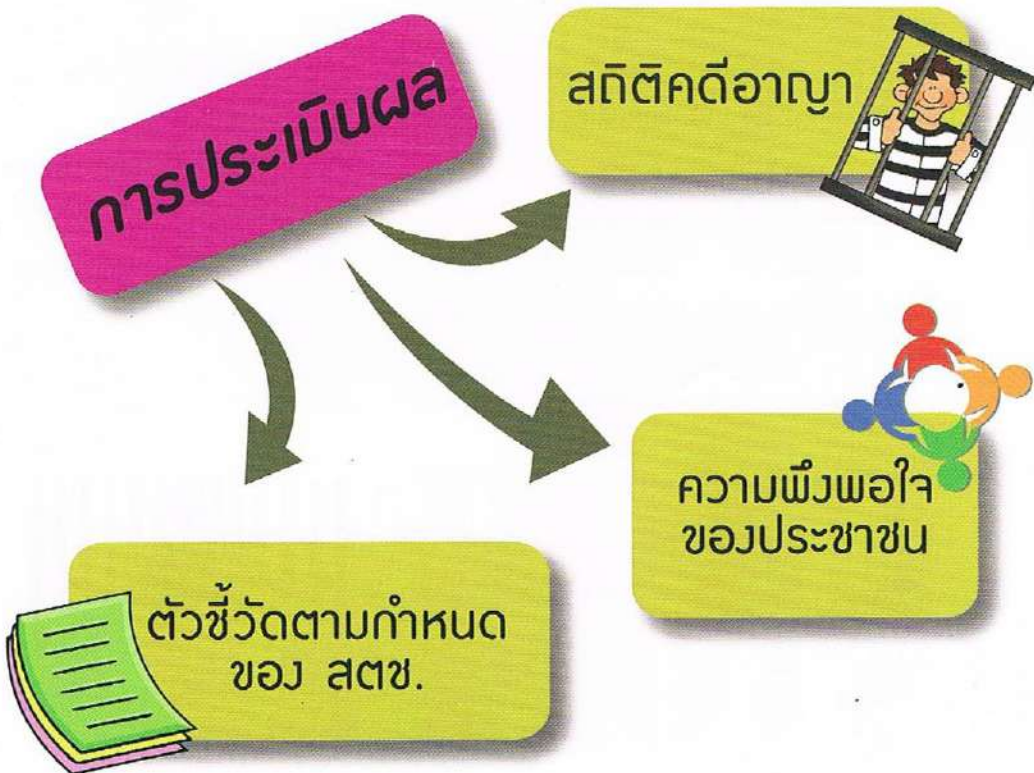 การประเมินผล
สถิติคดีอาญา
ความพึงพอใจ
ของประชาชน
ตัวชี้วัดตามกำหนด
ของ สตช.